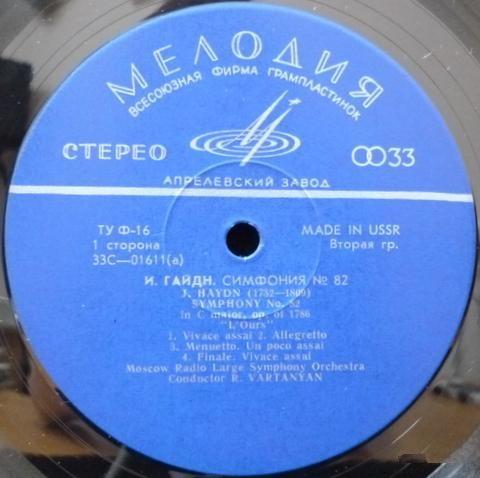 МЕЛОДИЯ
ВСЕСОЮЗНАЯ ФИРМА ГРАМПЛАСТИНОК
СТЕРЕО
33
АПРЕЛЕВСКИЙ ЗАВОД
ТУ Ф-16
MADE IN USSR
1 сторона
Вторая гр.
33С—01611(а)
И. ГАЙДН. СИМФОНИЯ № 82
J. HAYDN (1732—1809)
SYMPHONY No. 82
in C major, op. of 1786
"L'Ours"
1. Vivace assai 2. Allegretto
3. Menuetto. Un poco assai
4. Finale. Vivace assai
Moscow Radio Large Symphony Orchestra
Conductor R. VARTANYAN